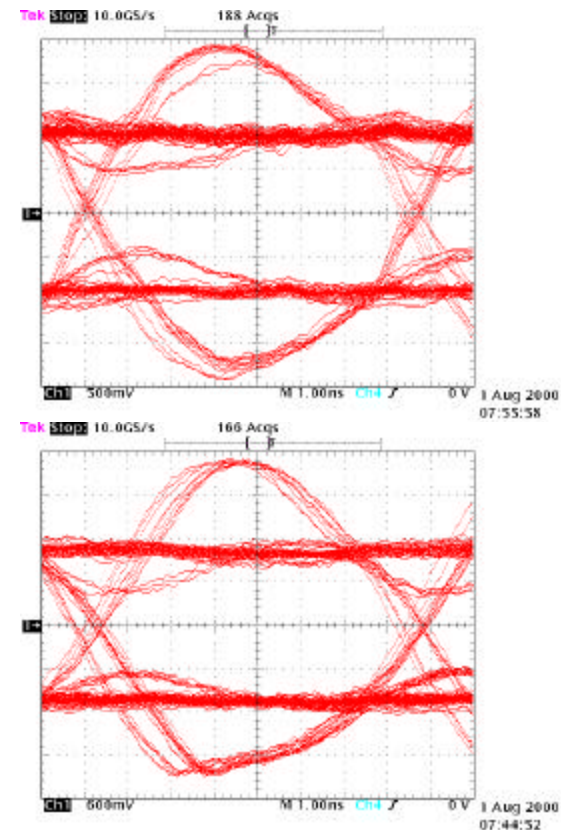 Tek Stop: 10.0GS/s 188 Acqs
[ ]T
T→
Ch1 500mV M 1.00ns Ch4 ƒ 0 V
1 Aug 2000
07:55:58
Tek Stop: 10.0GS/s 166 Acqs
[ ]T
T→
Ch1 600mV M 1.00ns Ch4 ƒ 0 V
1 Aug 2000
07:44:52